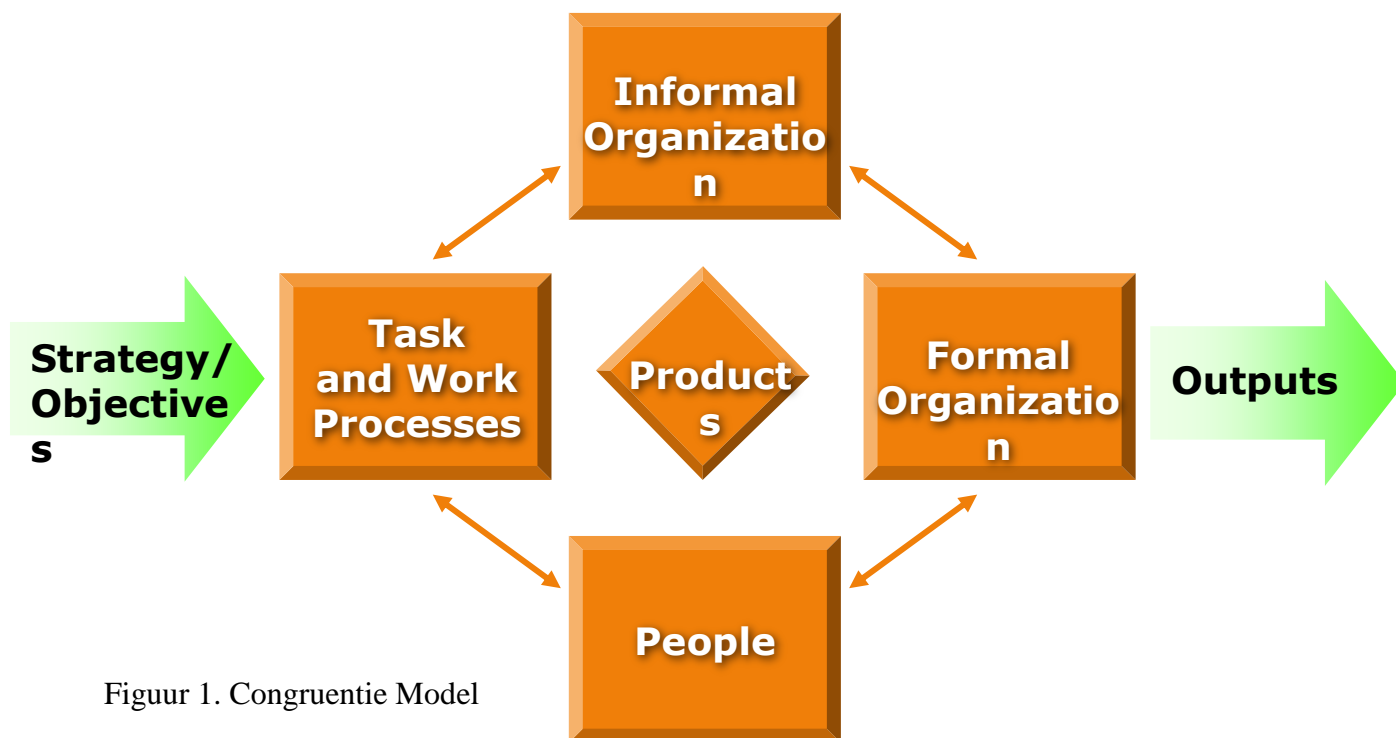 Informal
Organizatio
n
Strategy/
Objective
s
Task
and Work
Processes
Product
s
Formal
Organizatio
n
Outputs
People
Figuur 1. Congruentie Model